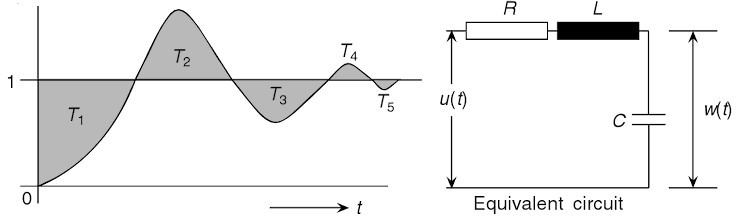 1
0
T1
T2
T3
T4
T5
t
R
L
u(t)
C
w(t)
Equivalent circuit